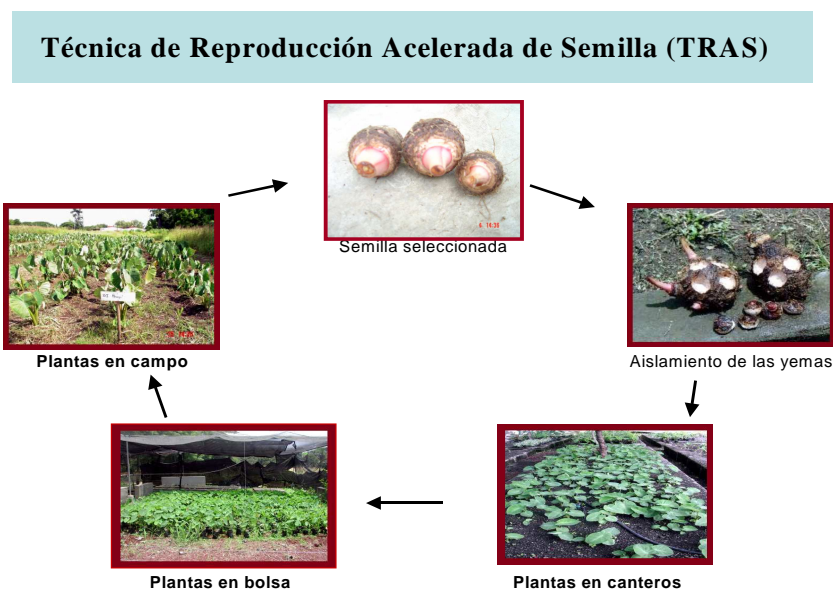 Técnica de Reproducción Acelerada de Semilla (TRAS)
Semilla seleccionada
Aislamiento de las yemas
Plantas en campo
Plantas en bolsa
Plantas en canteros